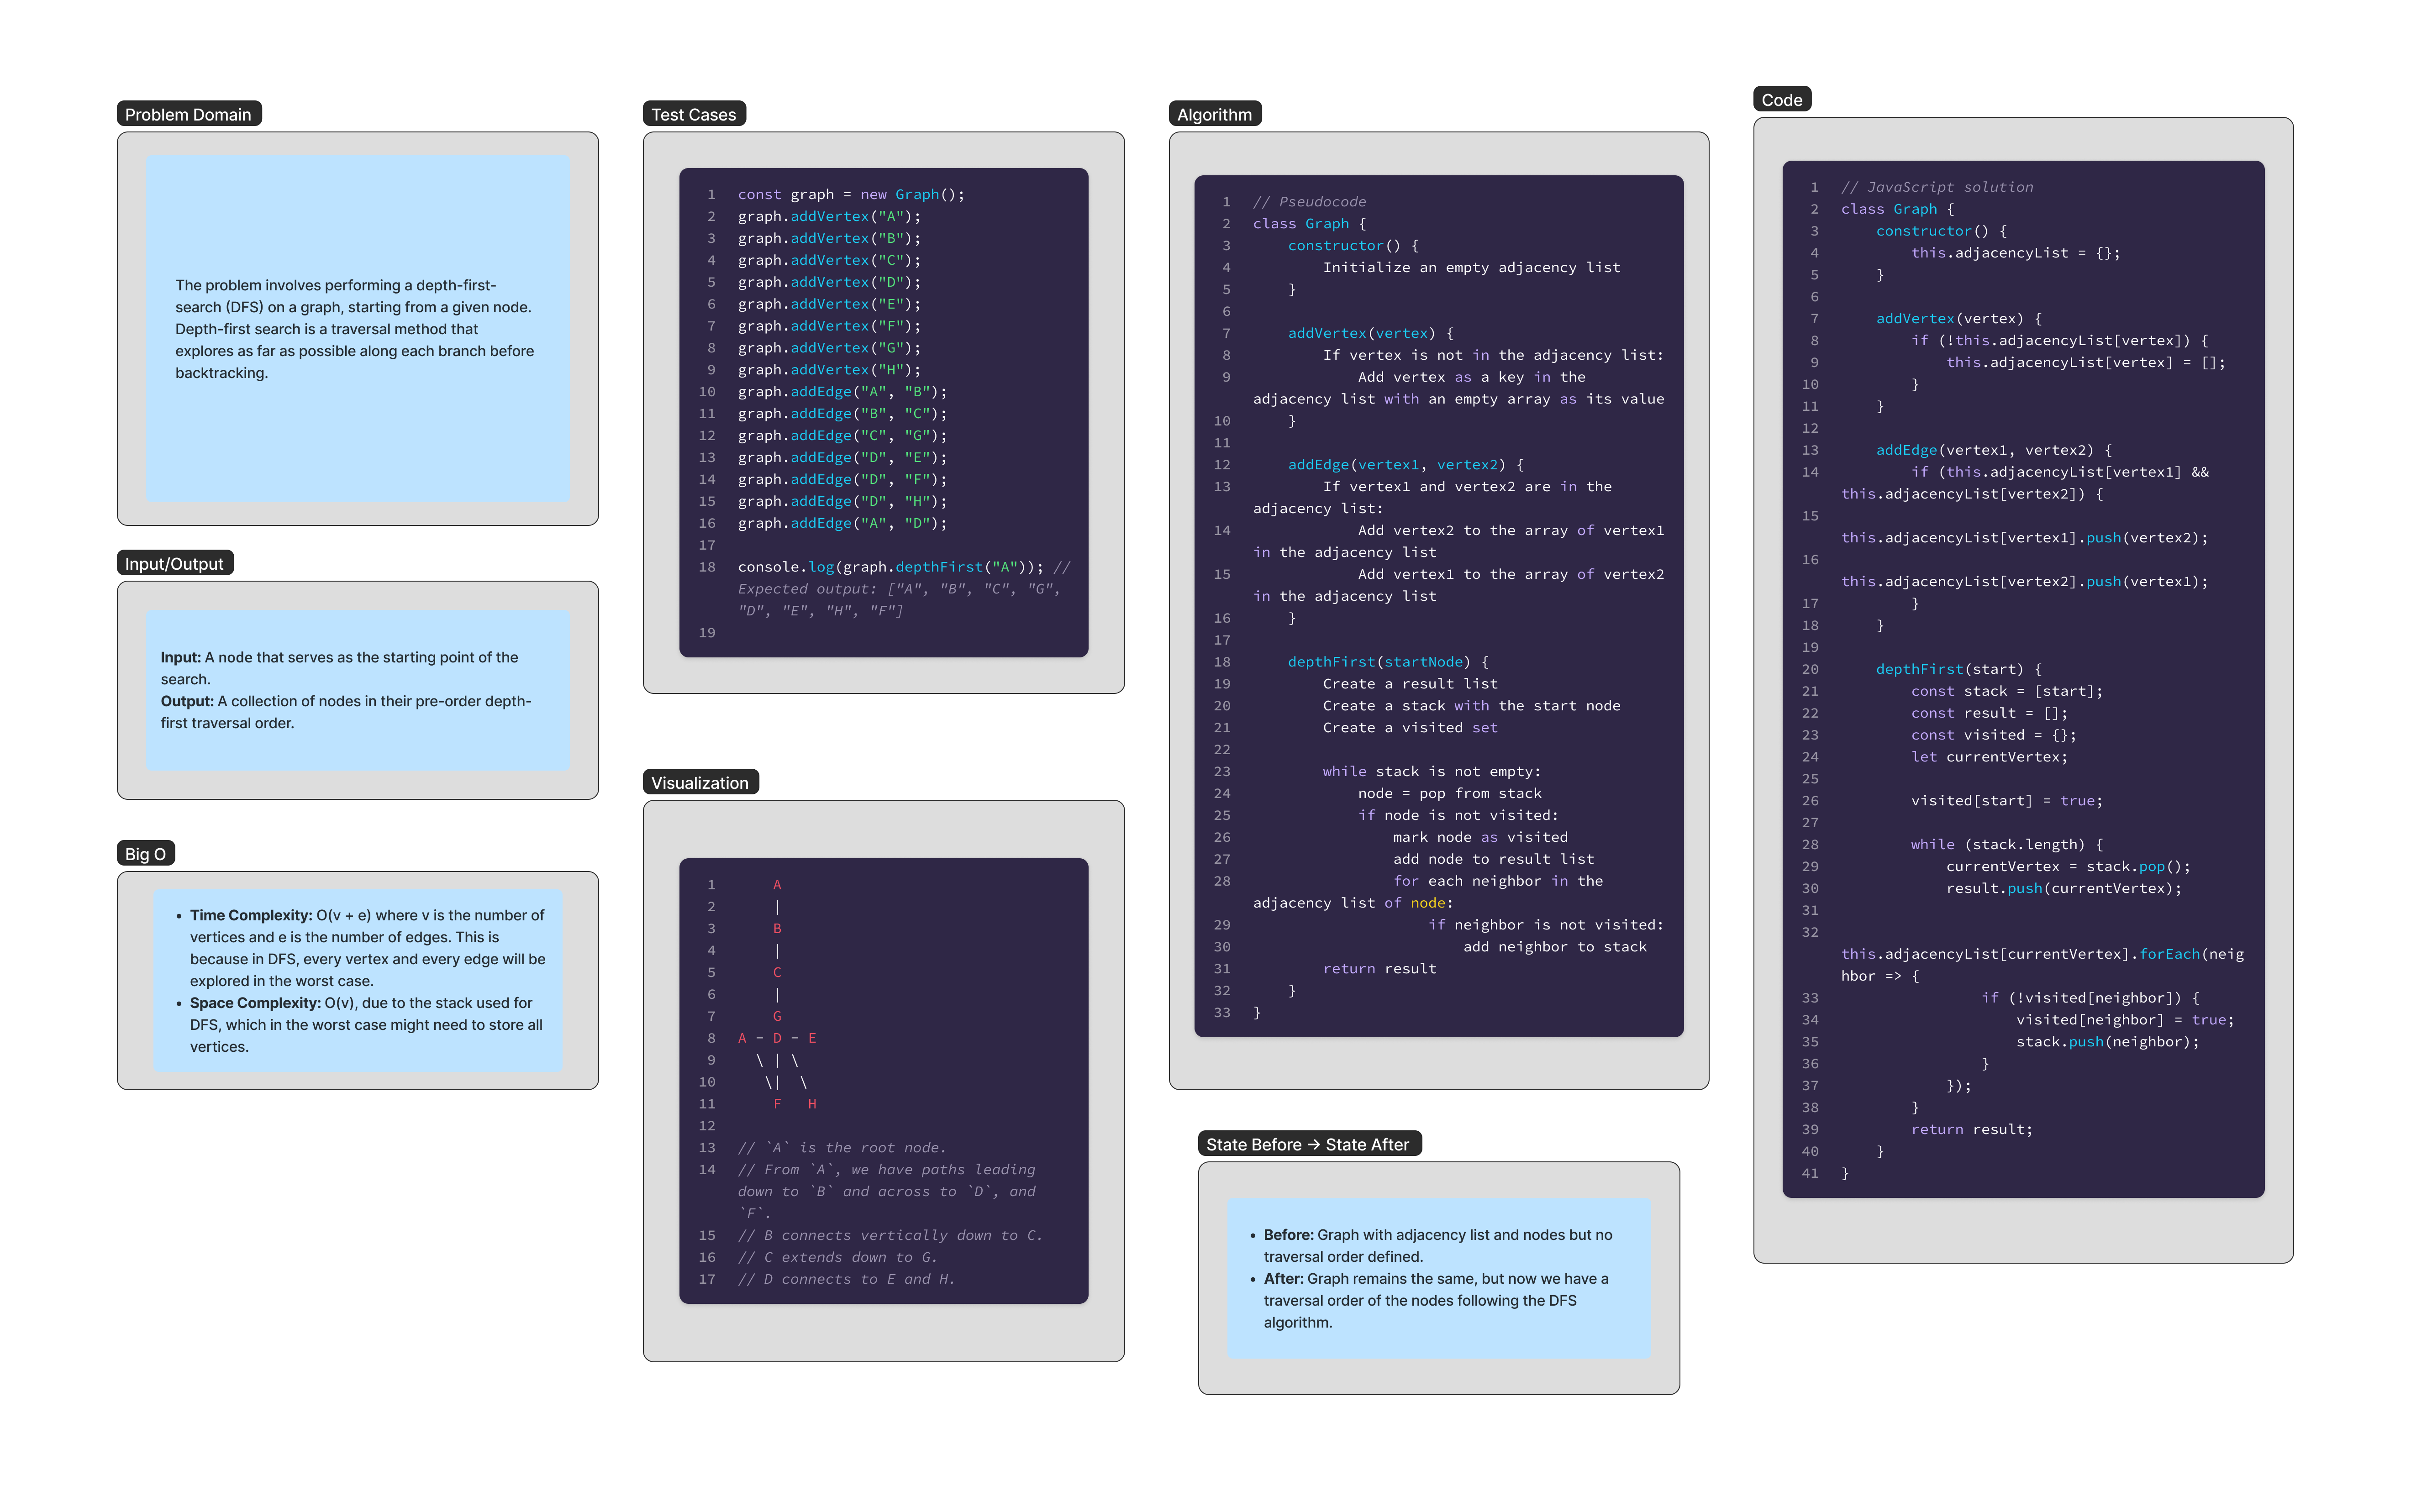 Problem Domain
The problem involves performing a depth-first-
search (DFS) on a graph, starting from a given node.
Depth-first search is a traversal method that
explores as far as possible along each branch before
backtracking.
Input/Output
Input: A node that serves as the starting point of the
search.
Output: A collection of nodes in their pre-order depth-
first traversal order.
Big O
• Time Complexity: O(v + e) where v is the number of
vertices and e is the number of edges. This is
because in DFS, every vertex and every edge will be
explored in the worst case.
• Space Complexity: O(v), due to the stack used for
DFS, which in the worst case might need to store all
vertices.
Test Cases
1 const graph = new Graph();
2 graph.addVertex("A");
3 graph.addVertex("B");
4 graph.addVertex("C");
5 graph.addVertex("D");
6 graph.addVertex("E");
7 graph.addVertex("F");
8 graph.addVertex("G");
9 graph.addVertex("H");
10 graph.addEdge("A", "B");
11 graph.addEdge("B", "C");
12 graph.addEdge("C", "G");
13 graph.addEdge("D", "E");
14 graph.addEdge("D", "F");
15 graph.addEdge("D", "H");
16 graph.addEdge("A", "D");
17
18 console.log(graph.depthFirst("A")); //
Expected output: ["A", "B", "C", "G",
"D", "E", "H", "F"]
19
Visualization
1     A
2     |
3     B
4     |
5     C
6     |
7     G
8 A - D - E
9   \ | \
10    \|  \
11     F   H
12
13 // `A` is the root node.
14 // From `A`, we have paths leading
down to `B` and across to `D`, and
`F`.
15 // B connects vertically down to C.
16 // C extends down to G.
17 // D connects to E and H.
Algorithm
1 // Pseudocode
2 class Graph {
3     constructor() {
4         Initialize an empty adjacency list
5     }
6
7     addVertex(vertex) {
8         If vertex is not in the adjacency list:
9             Add vertex as a key in the
adjacency list with an empty array as its value
10     }
11
12     addEdge(vertex1, vertex2) {
13         If vertex1 and vertex2 are in the
adjacency list:
14             Add vertex2 to the array of vertex1
in the adjacency list
15             Add vertex1 to the array of vertex2
in the adjacency list
16     }
17
18     depthFirst(startNode) {
19         Create a result list
20         Create a stack with the start node
21         Create a visited set
22
23         while stack is not empty:
24             node = pop from stack
25             if node is not visited:
26                 mark node as visited
27                 add node to result list
28                 for each neighbor in the
adjacency list of node:
29                     if neighbor is not visited:
30                         add neighbor to stack
31         return result
32     }
33 }
State Before → State After
• Before: Graph with adjacency list and nodes but no
traversal order defined.
• After: Graph remains the same, but now we have a
traversal order of the nodes following the DFS
algorithm.
Code
1 // JavaScript solution
2 class Graph {
3     constructor() {
4         this.adjacencyList = {};
5     }
6
7     addVertex(vertex) {
8         if (!this.adjacencyList[vertex]) {
9             this.adjacencyList[vertex] = [];
10         }
11     }
12
13     addEdge(vertex1, vertex2) {
14         if (this.adjacencyList[vertex1] &&
this.adjacencyList[vertex2]) {
15
this.adjacencyList[vertex1].push(vertex2);
16
this.adjacencyList[vertex2].push(vertex1);
17         }
18     }
19
20     depthFirst(start) {
21         const stack = [start];
22         const result = [];
23         const visited = {};
24         let currentVertex;
25
26         visited[start] = true;
27
28         while (stack.length) {
29             currentVertex = stack.pop();
30             result.push(currentVertex);
31
32
this.adjacencyList[currentVertex].forEach(neig
hbor => {
33                 if (!visited[neighbor]) {
34                     visited[neighbor] = true;
35                     stack.push(neighbor);
36                 }
37             });
38         }
39         return result;
40     }
41 }